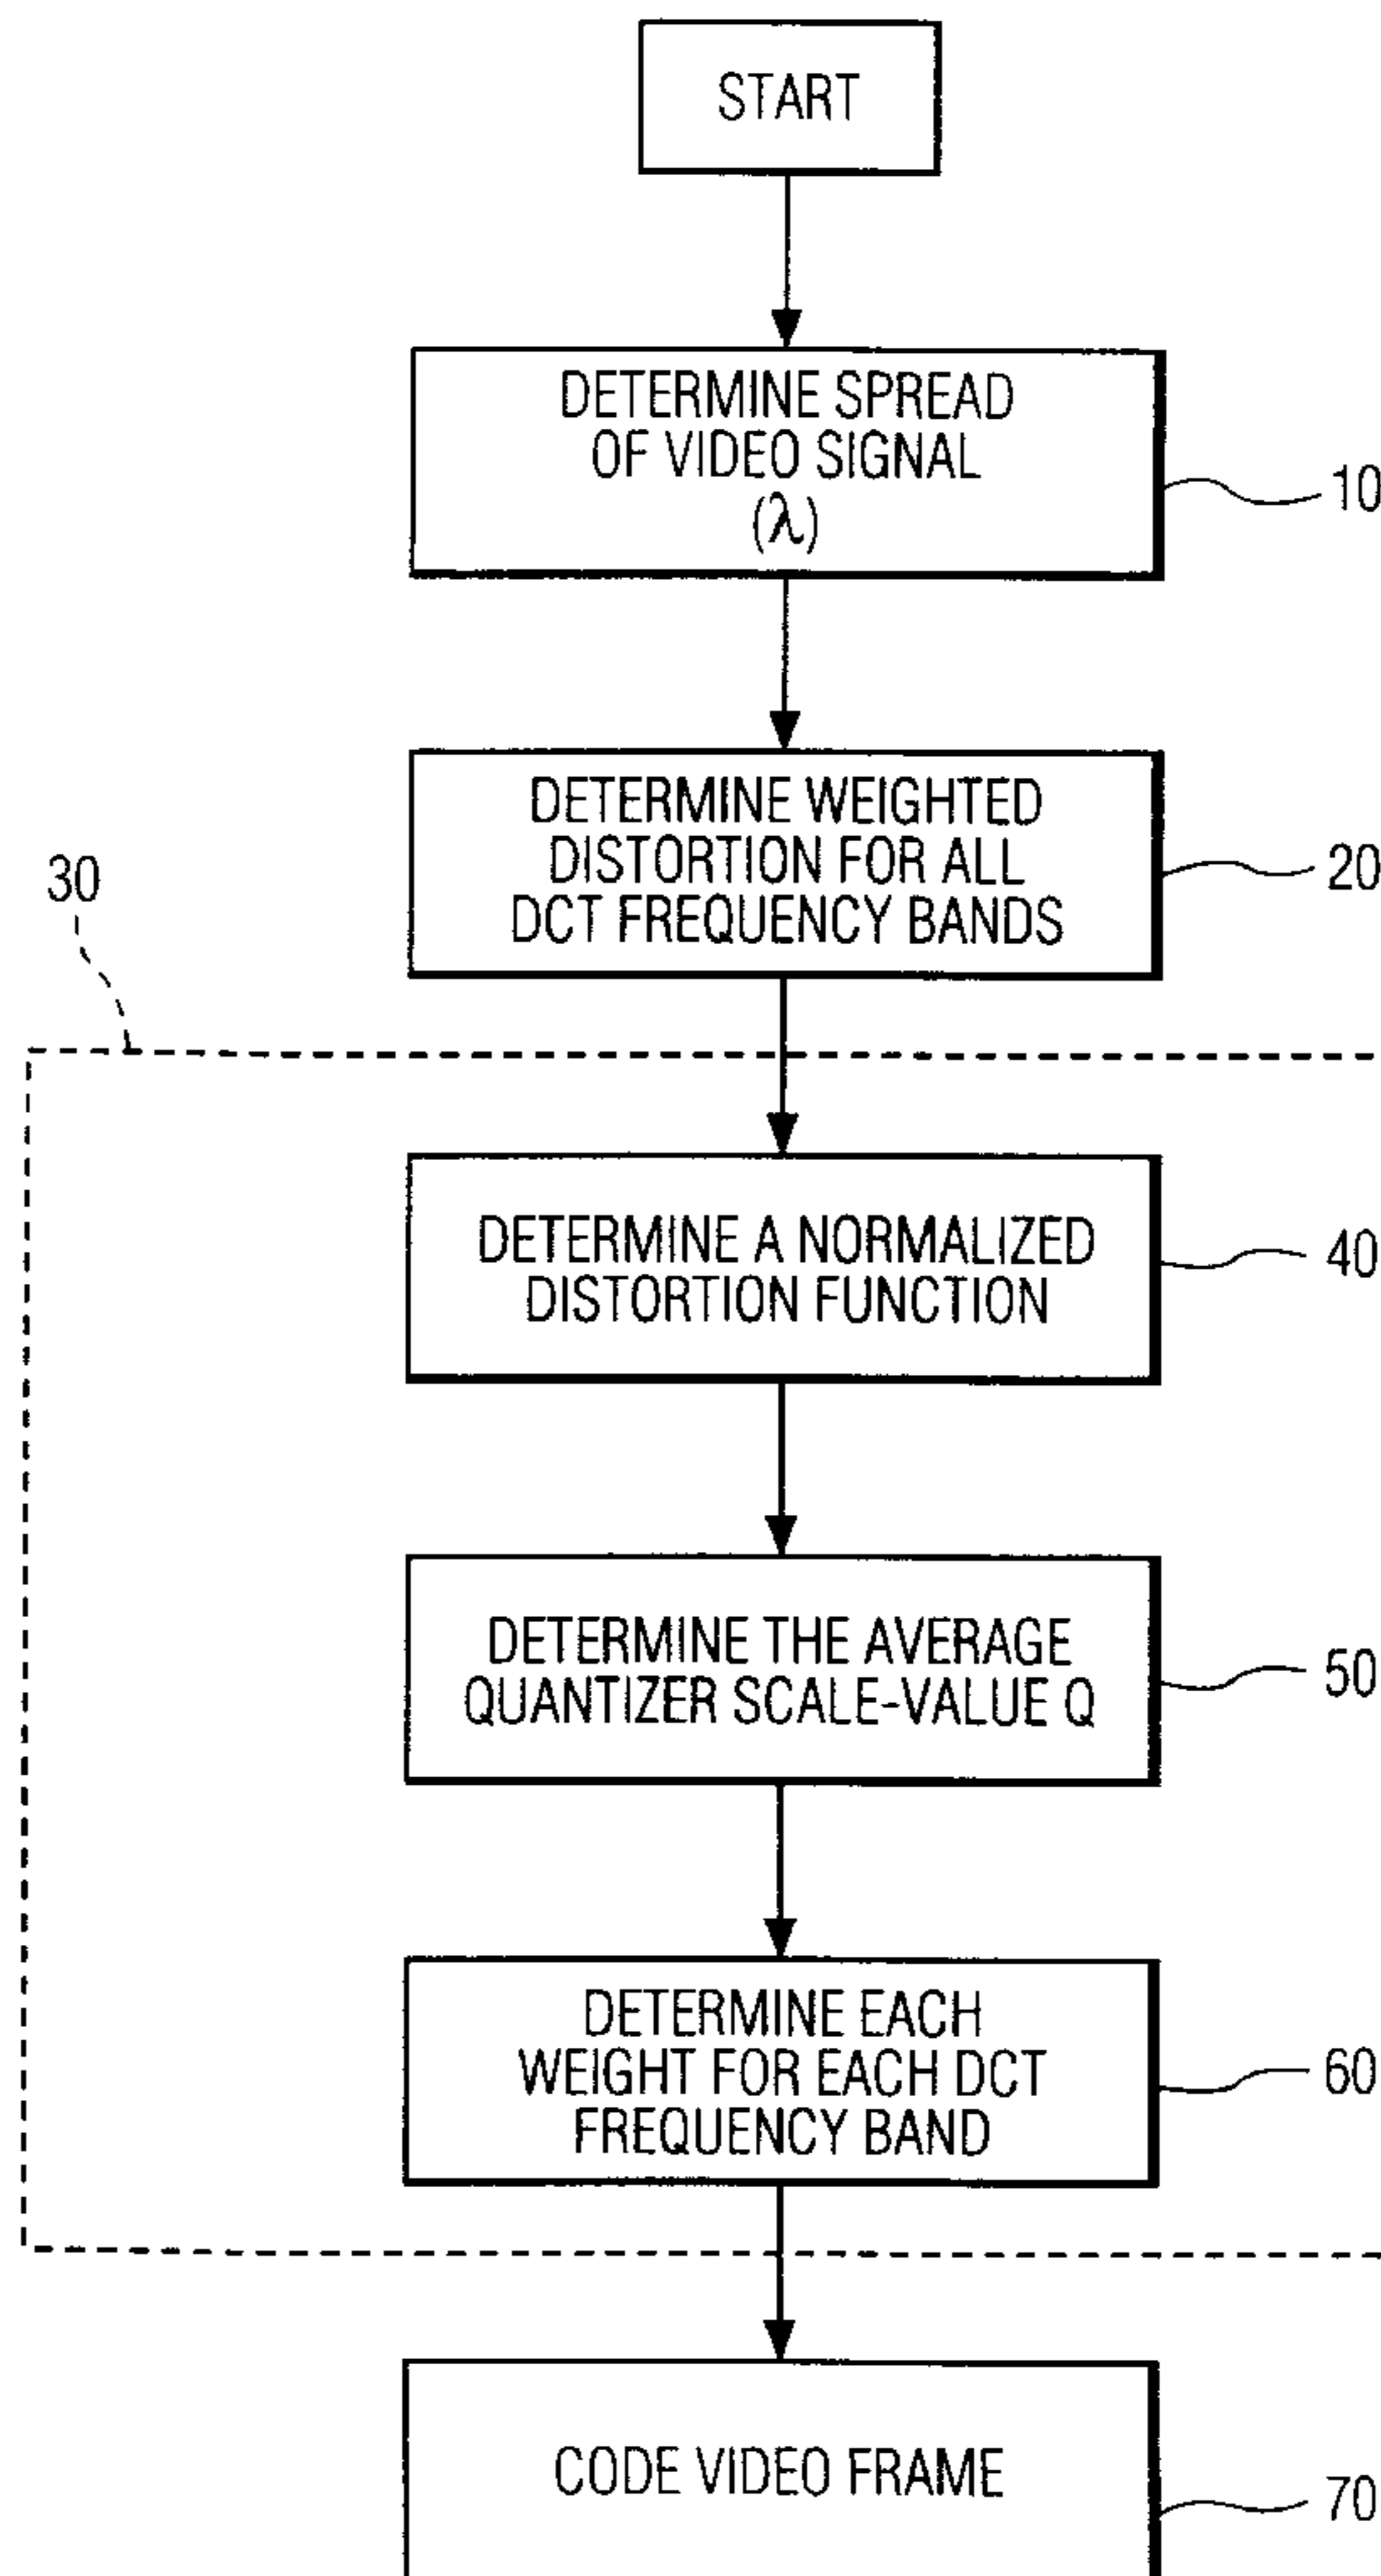 START
DETERMINE SPREAD
OF VIDEO SIGNAL
(λ)
10
DETERMINE WEIGHTED
DISTORTION FOR ALL
DCT FREQUENCY BANDS
20
30
DETERMINE A NORMALIZED
DISTORTION FUNCTION
40
DETERMINE THE AVERAGE
QUANTIZER SCALE-VALUE Q
50
DETERMINE EACH
WEIGHT FOR EACH DCT
FREQUENCY BAND
60
CODE VIDEO FRAME
70